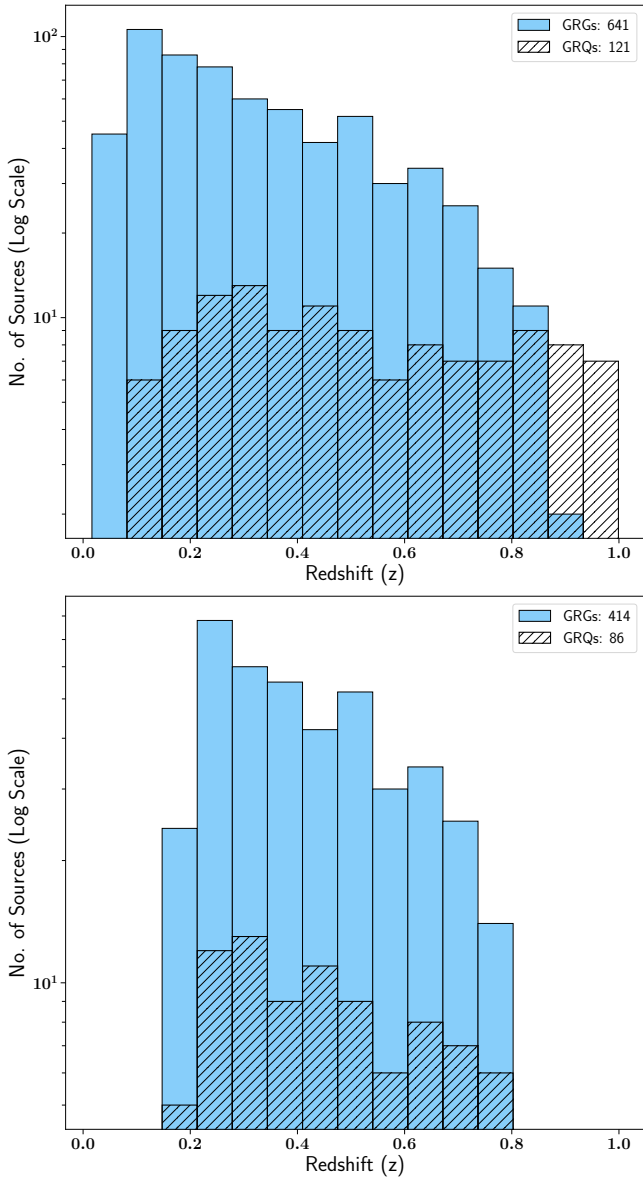 GRGs: 641
GRQs: 121
10²
10¹
No. of Sources (Log Scale)
0.0 0.2 0.4 0.6 0.8 1.0
Redshift (z)
GRGs: 414
GRQs: 86
10¹
No. of Sources (Log Scale)
0.0 0.2 0.4 0.6 0.8 1.0
Redshift (z)